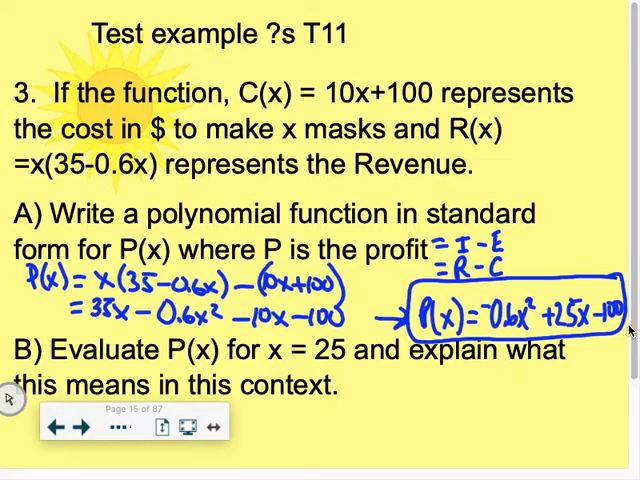 Test example ?s T11
3. If the function, C(x) = 10x+100 represents
the cost in $ to make x masks and R(x)
=x(35-0.6x) represents the Revenue.
A) Write a polynomial function in standard
form for P(x) where P is the profit = I - E
= R - C
P(x) = x(35-0.6x) - (10x+100)
= 35x - 0.6x² - 10x - 100 → P(x) = -0.6x² + 25x - 100
B) Evaluate P(x) for x = 25 and explain what
this means in this context.
Page 15 of 87